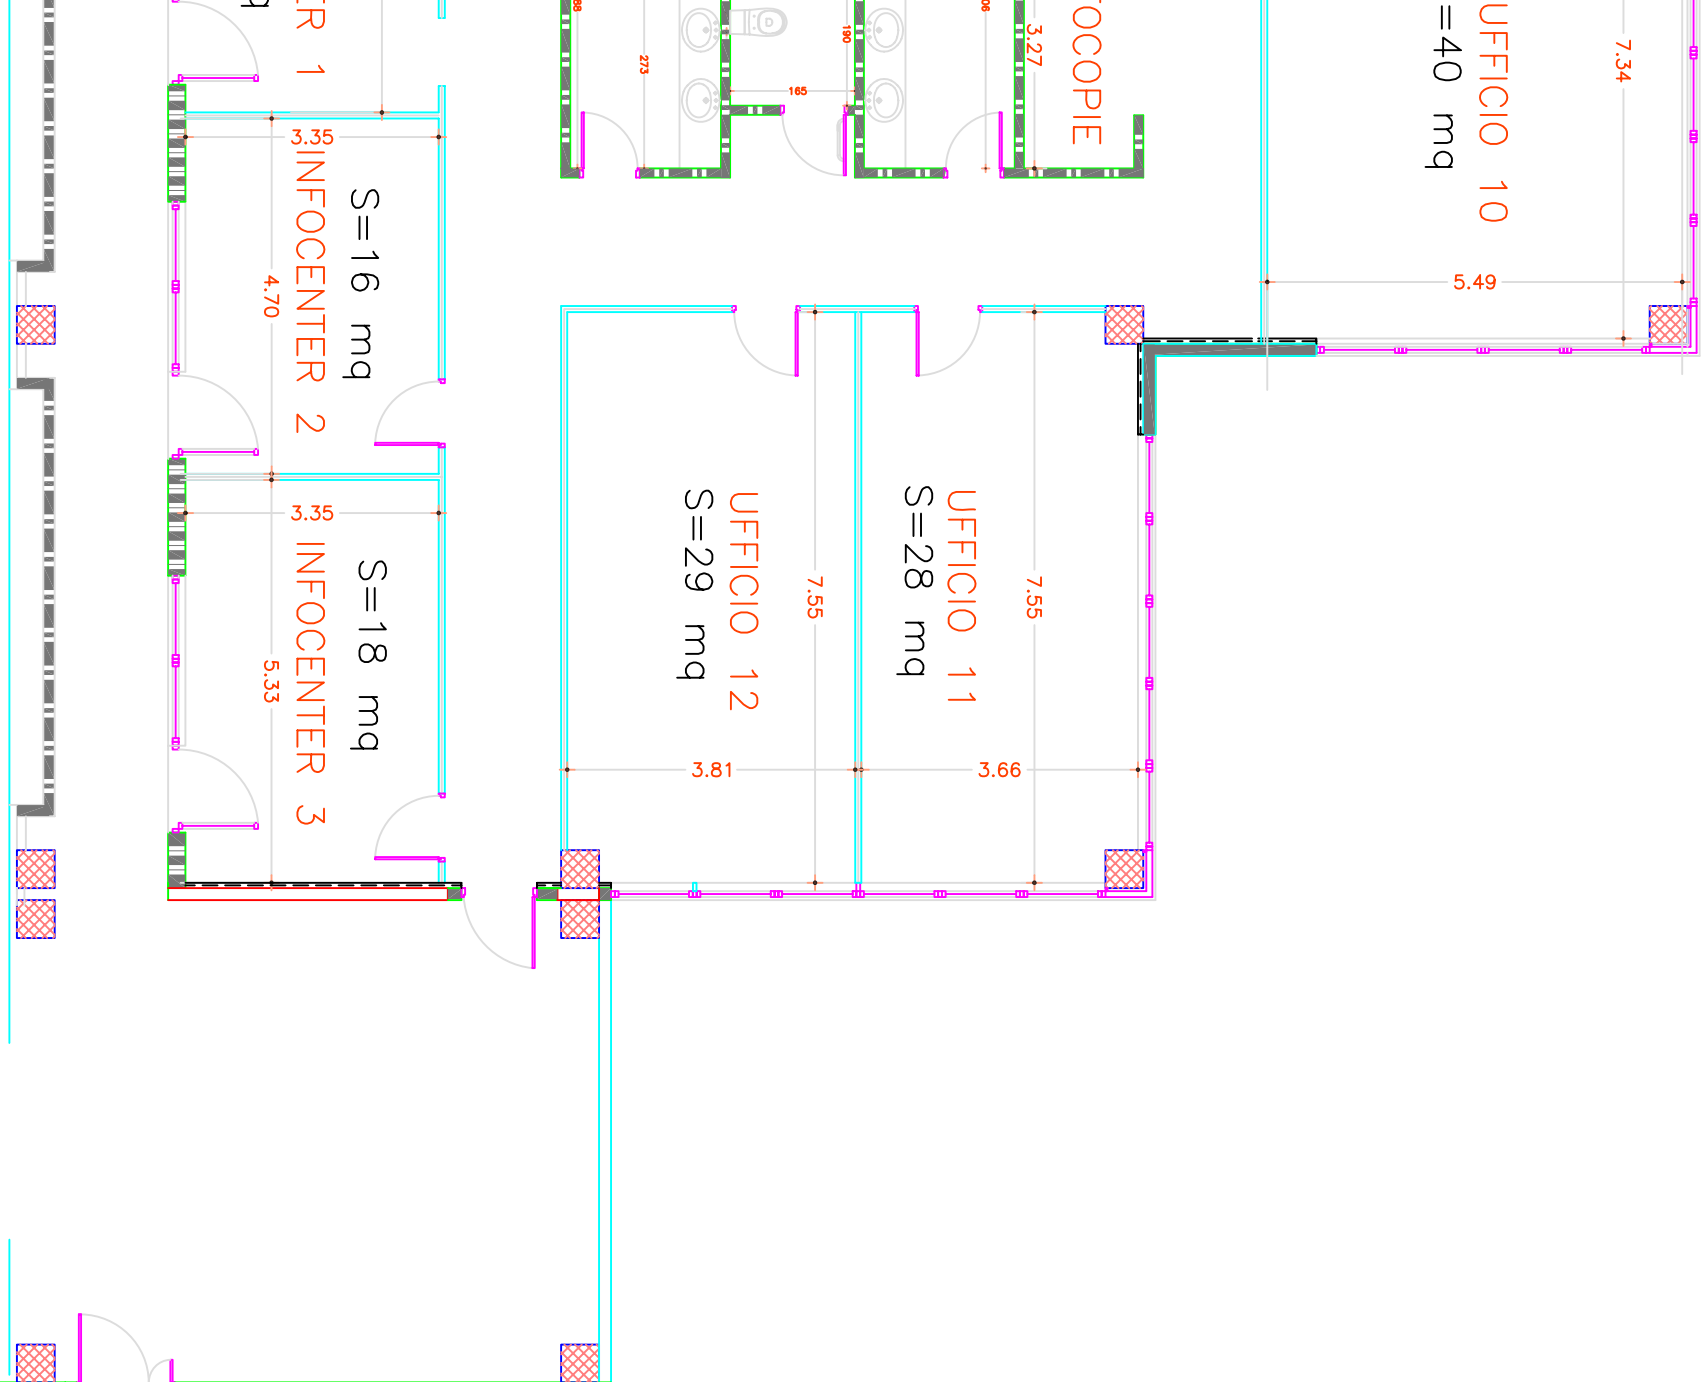 INFOCENTER 2
S=16 mq
3.35
4.70
INFOCENTER 3
S=18 mq
3.35
5.33
UFFICIO 12
S=29 mq
7.55
3.81
UFFICIO 11
S=28 mq
7.55
3.66
UFFICIO 10
=40 mq
7.34
5.49
TOCOPIE
3.27
273
165
190
R 1